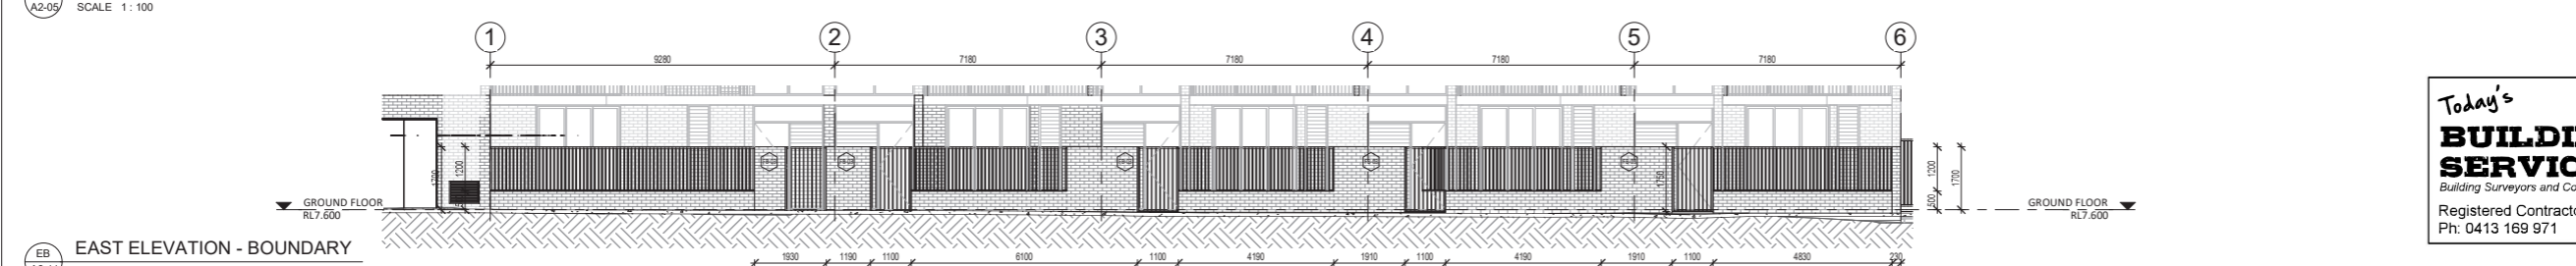 A2-05 SCALE 1 : 100
1 2 3 4 5 6
9280 7180 7180 7180 7180
1700 1200 1750 1200 500 1700
GROUND FLOOR
RL7.600
GROUND FLOOR
RL7.600
EB EAST ELEVATION - BOUNDARY
1930 1190 1100 6100 1100 4190 1910 1100 4190 1910 1100 4830 230
Today's
BUILDI
SERVIC
Building Surveyors and Co
Registered Contracto
Ph: 0413 169 971